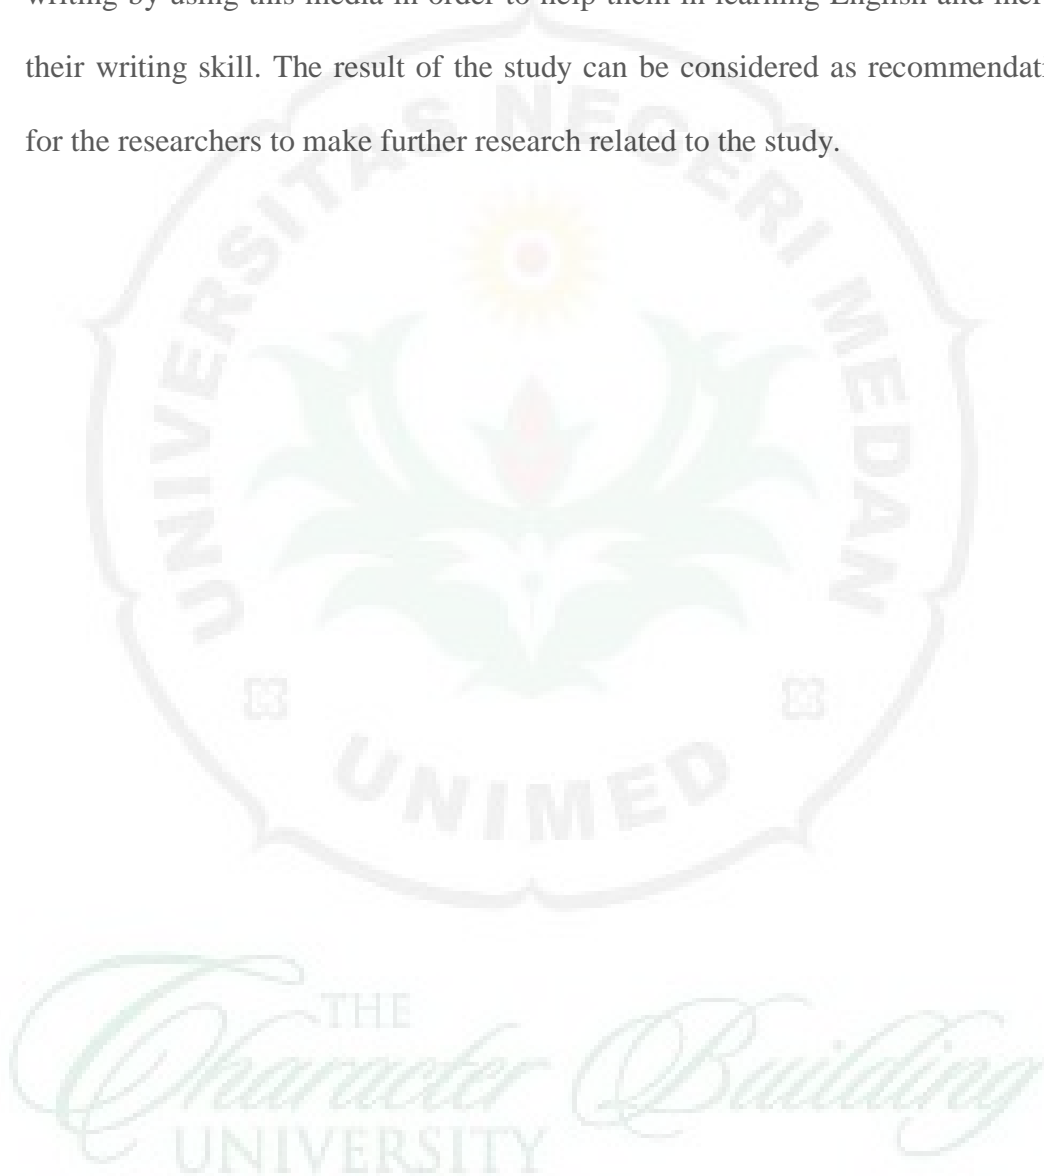 writing by using this media in order to help them in learning English and
their writing skill. The result of the study can be considered as
for the researchers to make further research related to the study.
UNIVERSITAS NEGERI MEDAN
UNIMED
THE
Character Building
UNIVERSITY